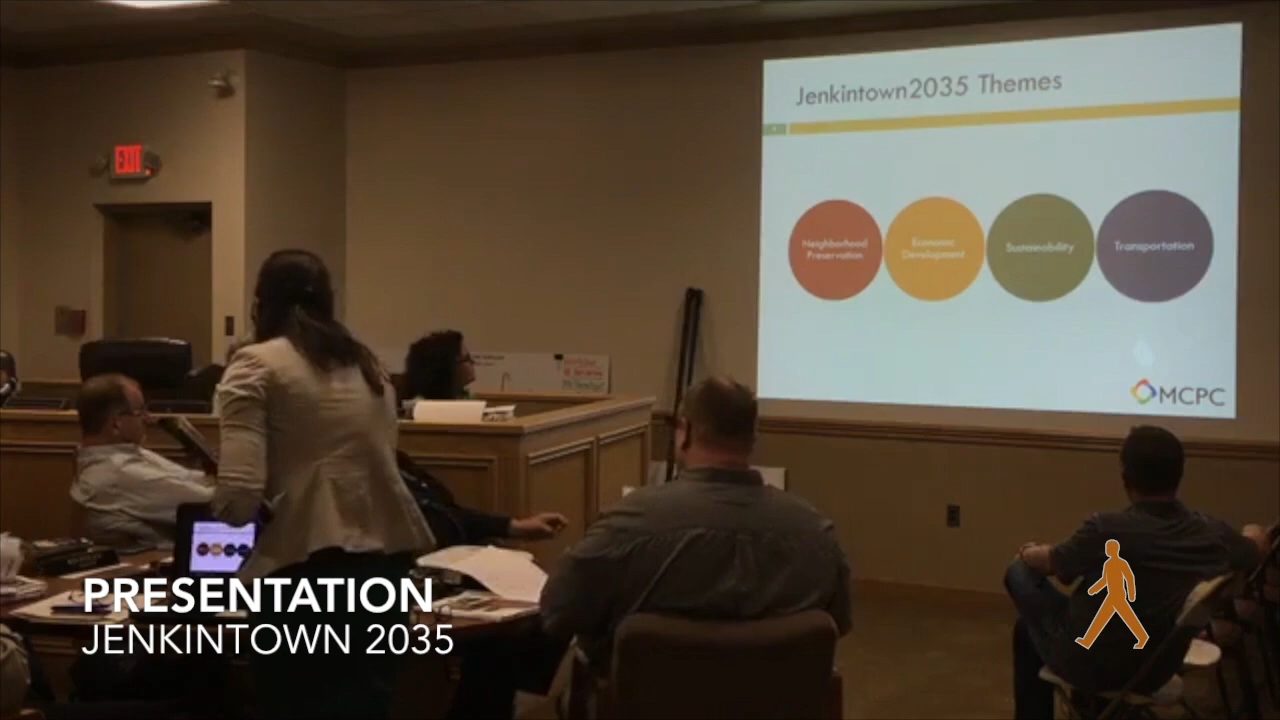 Jenkintown2035 Themes
EXIT
Neighborhood
Preservation
Economic
Development
Sustainability
Transportation
MCPC
PRESENTATION
JENKINTOWN 2035